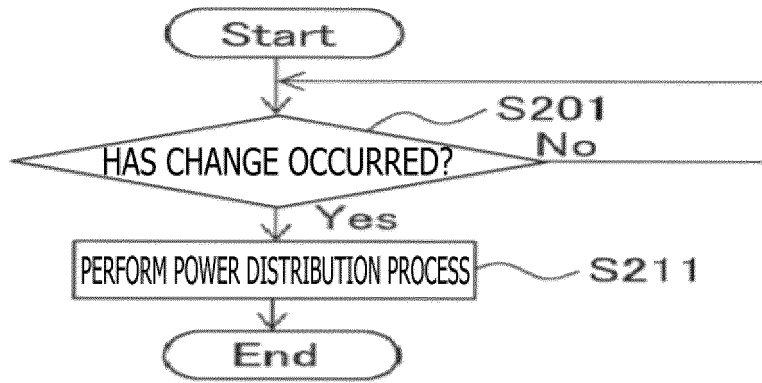 Start
S201
HAS CHANGE OCCURRED?
No
Yes
PERFORM POWER DISTRIBUTION PROCESS
S211
End